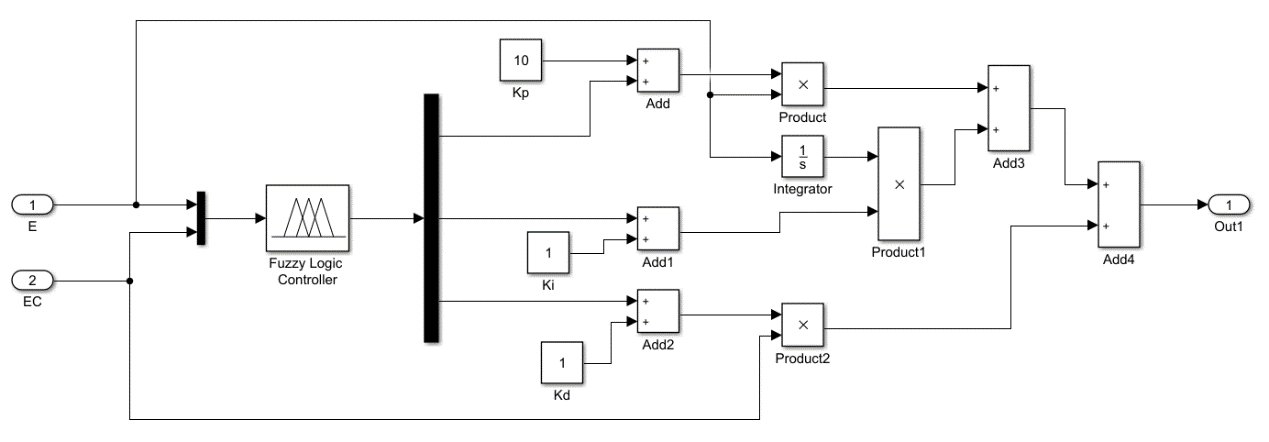 10
Kp
+
+
Add
×
Product
+
+
Add3
1
s
Integrator
×
Product1
1
E
Fuzzy Logic
Controller
+
+
Add1
1
Ki
+
+
Add4
1
Out1
2
EC
+
+
Add2
1
Kd
×
Product2